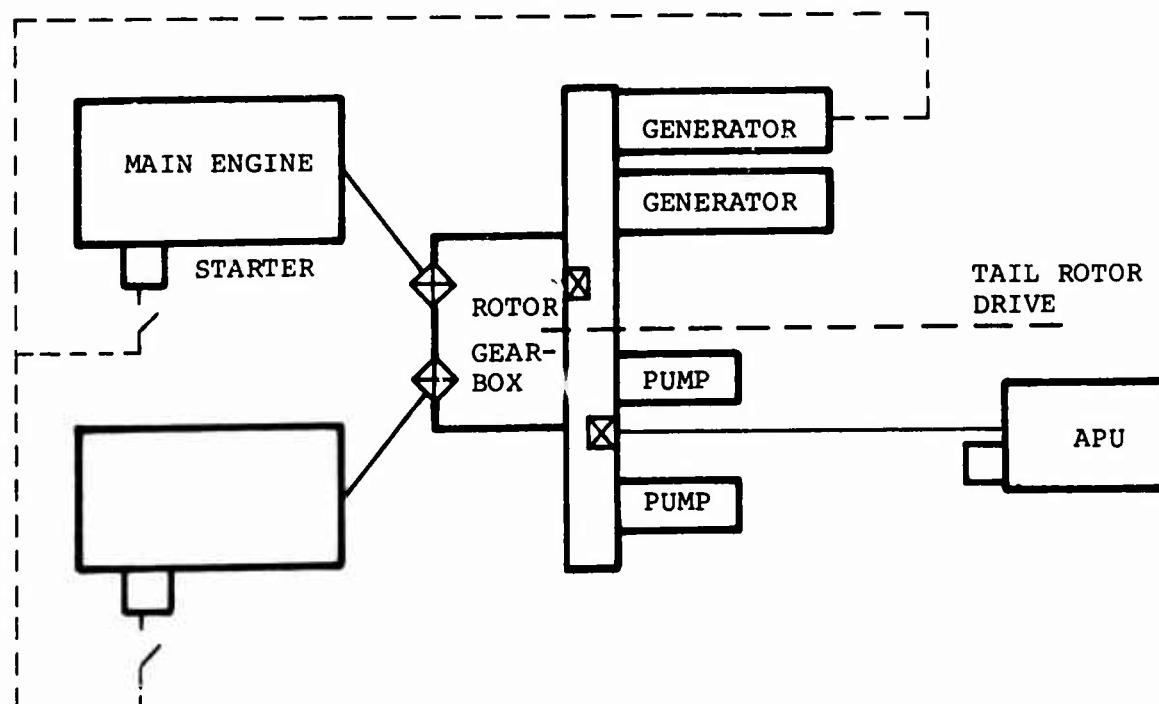 GENERATOR
MAIN ENGINE
GENERATOR
STARTER
TAIL ROTOR
DRIVE
ROTOR
GEAR-
BOX
PUMP
APU
PUMP